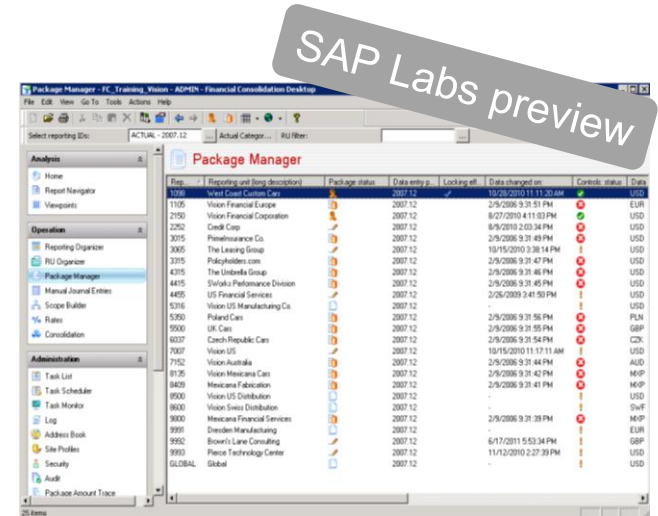 SAP Labs preview
Package Manager - FC_Training_Vision - ADMIN - Financial Consolidation Desktop
File Edit View Go To Tools Actions Help
Select reporting IDs: ACTUAL - 2007.12 ... Actual Categor... RU filter: ...
Analysis
Home
Report Navigator
Viewpoints
Operation
Reporting Organizer
RU Organizer
Package Manager
Manual Journal Entries
Scope Builder
Rates
Consolidation
Administration
Task List
Task Scheduler
Task Monitor
Log
Address Book
Site Profiles
Security
Audit
Package Amount Trace
Package Manager
Rep... Reporting unit (long description) Package status Data entry p... Locking eff... Data changed on: Controls: status Data
1098 West Coast Custom Cars 2007.12 10/28/2010 11:11:20 AM USD
1105 Vision Financial Europe 2007.12 2/9/2006 9:31:51 PM EUR
2150 Vision Financial Corporation 2007.12 8/27/2010 4:11:03 PM USD
2252 Credit Corp 2007.12 8/9/2010 2:03:34 PM USD
3015 PrimeInsurance Co. 2007.12 2/9/2006 9:31:49 PM USD
3065 The Leasing Group 2007.12 10/15/2010 3:38:14 PM USD
3315 Policyholders.com 2007.12 2/9/2006 9:31:47 PM USD
4315 The Umbrella Group 2007.12 2/9/2006 9:31:46 PM USD
4415 SWorks Performance Division 2007.12 2/9/2006 9:31:45 PM USD
4455 US Financial Services 2007.12 2/26/2009 3:41:50 PM USD
5316 Vision US Manufacturing Co. 2007.12 - USD
5350 Poland Cars 2007.12 2/9/2006 9:31:56 PM PLN
5500 UK Cars 2007.12 2/9/2006 9:31:55 PM GBP
6037 Czech Republic Cars 2007.12 2/9/2006 9:31:54 PM CZK
7007 Vision US 2007.12 10/15/2010 11:17:11 AM USD
7152 Vision Australia 2007.12 2/9/2006 9:31:44 PM AUD
8135 Vision Mexicana Cars 2007.12 2/9/2006 9:31:42 PM MXP
8409 Mexicana Fabrication 2007.12 2/9/2006 9:31:41 PM MXP
8500 Vision US Distribution 2007.12 - USD
8600 Vision Swiss Distribution 2007.12 - SWF
9800 Mexicana Financial Services 2007.12 2/9/2006 9:31:39 PM MXP
9991 Dresden Manufacturing 2007.12 - EUR
9992 Brown's Lane Consulting 2007.12 6/17/2011 5:53:34 PM GBP
9993 Pierce Technology Center 2007.12 11/12/2010 2:27:39 PM USD
GLOBAL Global 2007.12 - USD
25 items